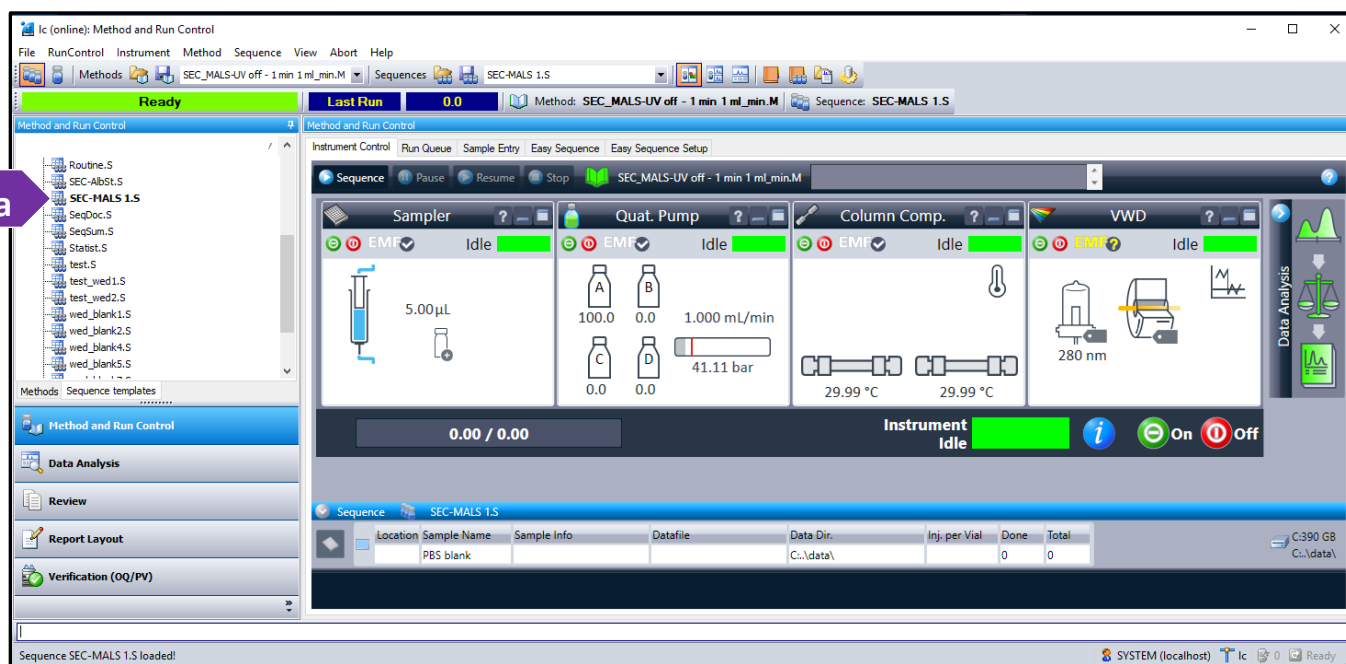 lc (online): Method and Run Control
File RunControl Instrument Method Sequence View Abort Help
Methods SEC_MALS-UV off - 1 min 1 ml_min.M Sequences SEC-MALS 1.S
Ready Last Run 0.0 Method: SEC_MALS-UV off - 1 min 1 ml_min.M Sequence: SEC-MALS 1.S
Method and Run Control
/
Routine.S
SEC-AlbSt.S
SEC-MALS 1.S
a
SeqDoc.S
SeqSum.S
Statist.S
test.S
test_wed1.S
test_wed2.S
wed_blank1.S
wed_blank2.S
wed_blank4.S
wed_blank5.S
Methods Sequence templates
Method and Run Control
Data Analysis
Review
Report Layout
Verification (OQ/PV)
Method and Run Control
Instrument Control Run Queue Sample Entry Easy Sequence Easy Sequence Setup
Sequence Pause Resume Stop SEC_MALS-UV off - 1 min 1 ml_min.M
Sampler ?
EMF Idle
5.00 µL
Quat. Pump ?
EMF Idle
A B
100.0 0.0 1.000 mL/min
C D 41.11 bar
0.0 0.0
Column Comp. ?
EMF Idle
29.99 °C 29.99 °C
VWD ?
EMF ? Idle
280 nm
Data Analysis
0.00 / 0.00
Instrument
Idle
i On Off
Sequence SEC-MALS 1.S
Location Sample Name Sample Info Datafile Data Dir. Inj. per Vial Done Total
PBS blank C:..\data\ 0 0
C:390 GB
C:..\data\
Sequence SEC-MALS 1.S loaded! SYSTEM (localhost) lc 0 Ready